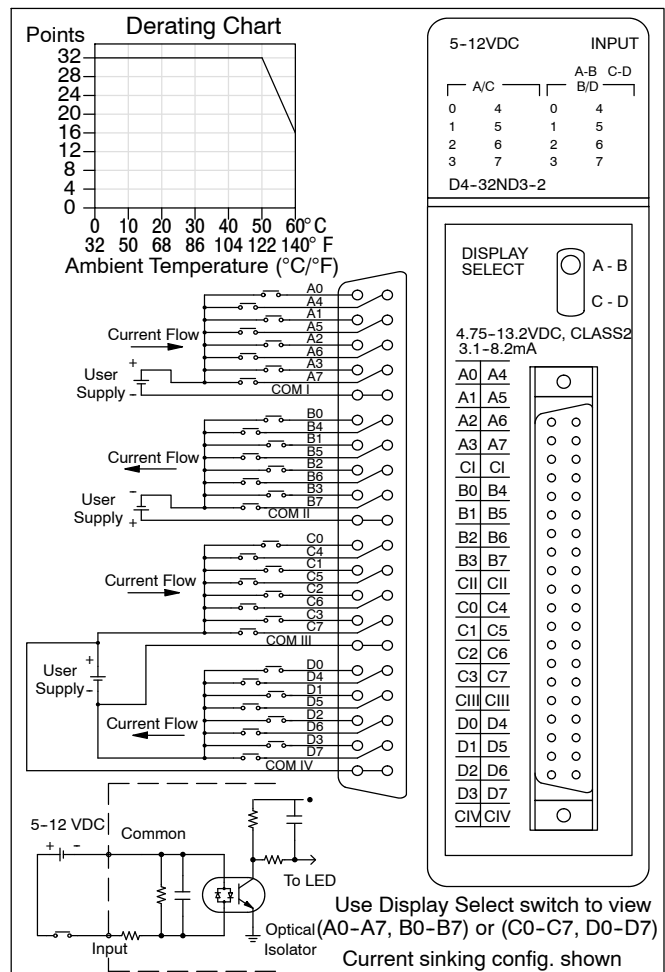 Derating Chart
Points
32
28
24
20
16
12
8
4
0
0 10 20 30 40 50 60°C
32 50 68 86 104 122 140° F
Ambient Temperature (°C/°F)
A0
A4
A1
A5
A2
A6
A3
A7
COM I
Current Flow
+
User
Supply -
B0
B4
B1
B5
B2
B6
B3
B7
COM II
Current Flow
-
User
Supply +
C0
C4
C1
C5
C2
C6
C3
C7
COM III
Current Flow
+
User
Supply -
D0
D4
D1
D5
D2
D6
D3
D7
COM IV
Current Flow
5-12 VDC
+ -
Common
Input
To LED
Optical
Isolator
5-12VDC INPUT
A-B C-D
A/C B/D
0 4 0 4
1 5 1 5
2 6 2 6
3 7 3 7
D4-32ND3-2
DISPLAY
SELECT
A - B
C - D
4.75-13.2VDC, CLASS2
3.1-8.2mA
A0 A4
A1 A5
A2 A6
A3 A7
CI CI
B0 B4
B1 B5
B2 B6
B3 B7
CII CII
C0 C4
C1 C5
C2 C6
C3 C7
CIII CIII
D0 D4
D1 D5
D2 D6
D3 D7
CIV CIV
Use Display Select switch to view
(A0-A7, B0-B7) or (C0-C7, D0-D7)
Current sinking config. shown